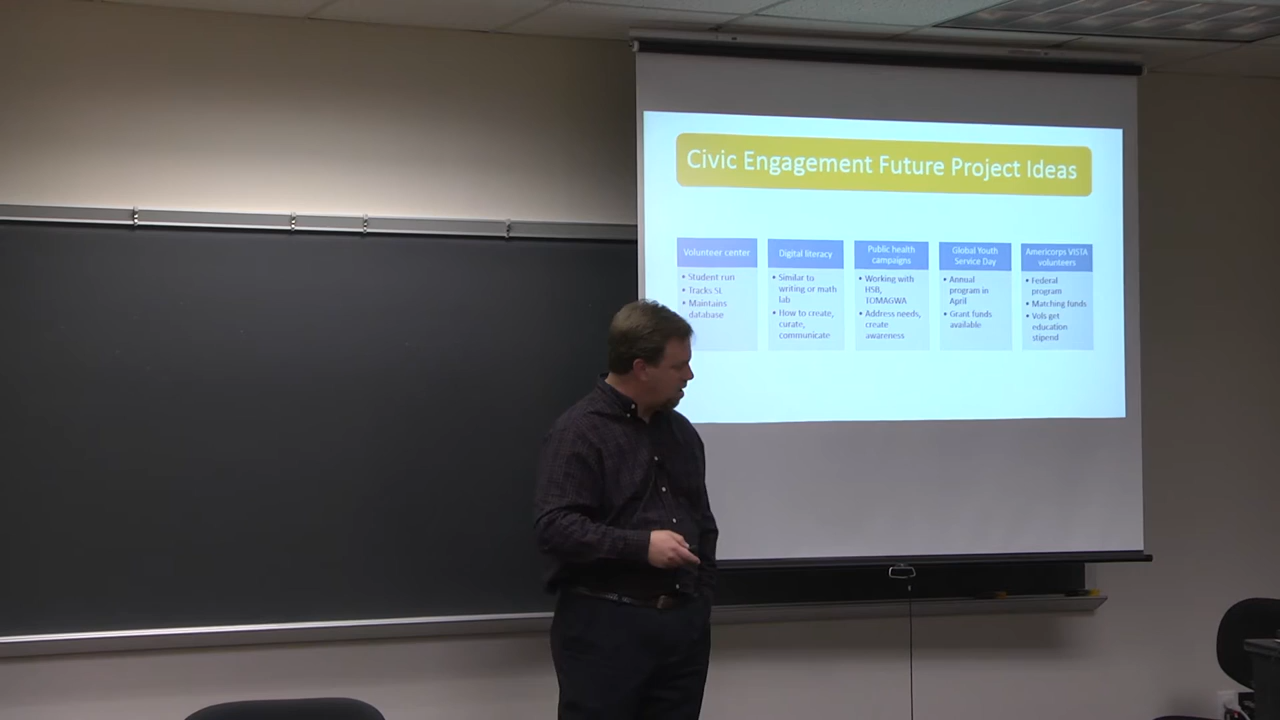 Civic Engagement Future Project Ideas
Volunteer center
• Student run
• Tracks SL
• Maintains
database
Digital literacy
• Similar to
writing or math
lab
• How to create,
curate,
communicate
Public health
campaigns
• Working with
HSB,
TOMAGWA
• Address needs,
create
awareness
Global Youth
Service Day
• Annual
program in
April
• Grant funds
available
Americorps VISTA
volunteers
• Federal
program
• Matching funds
• Vols get
education
stipend